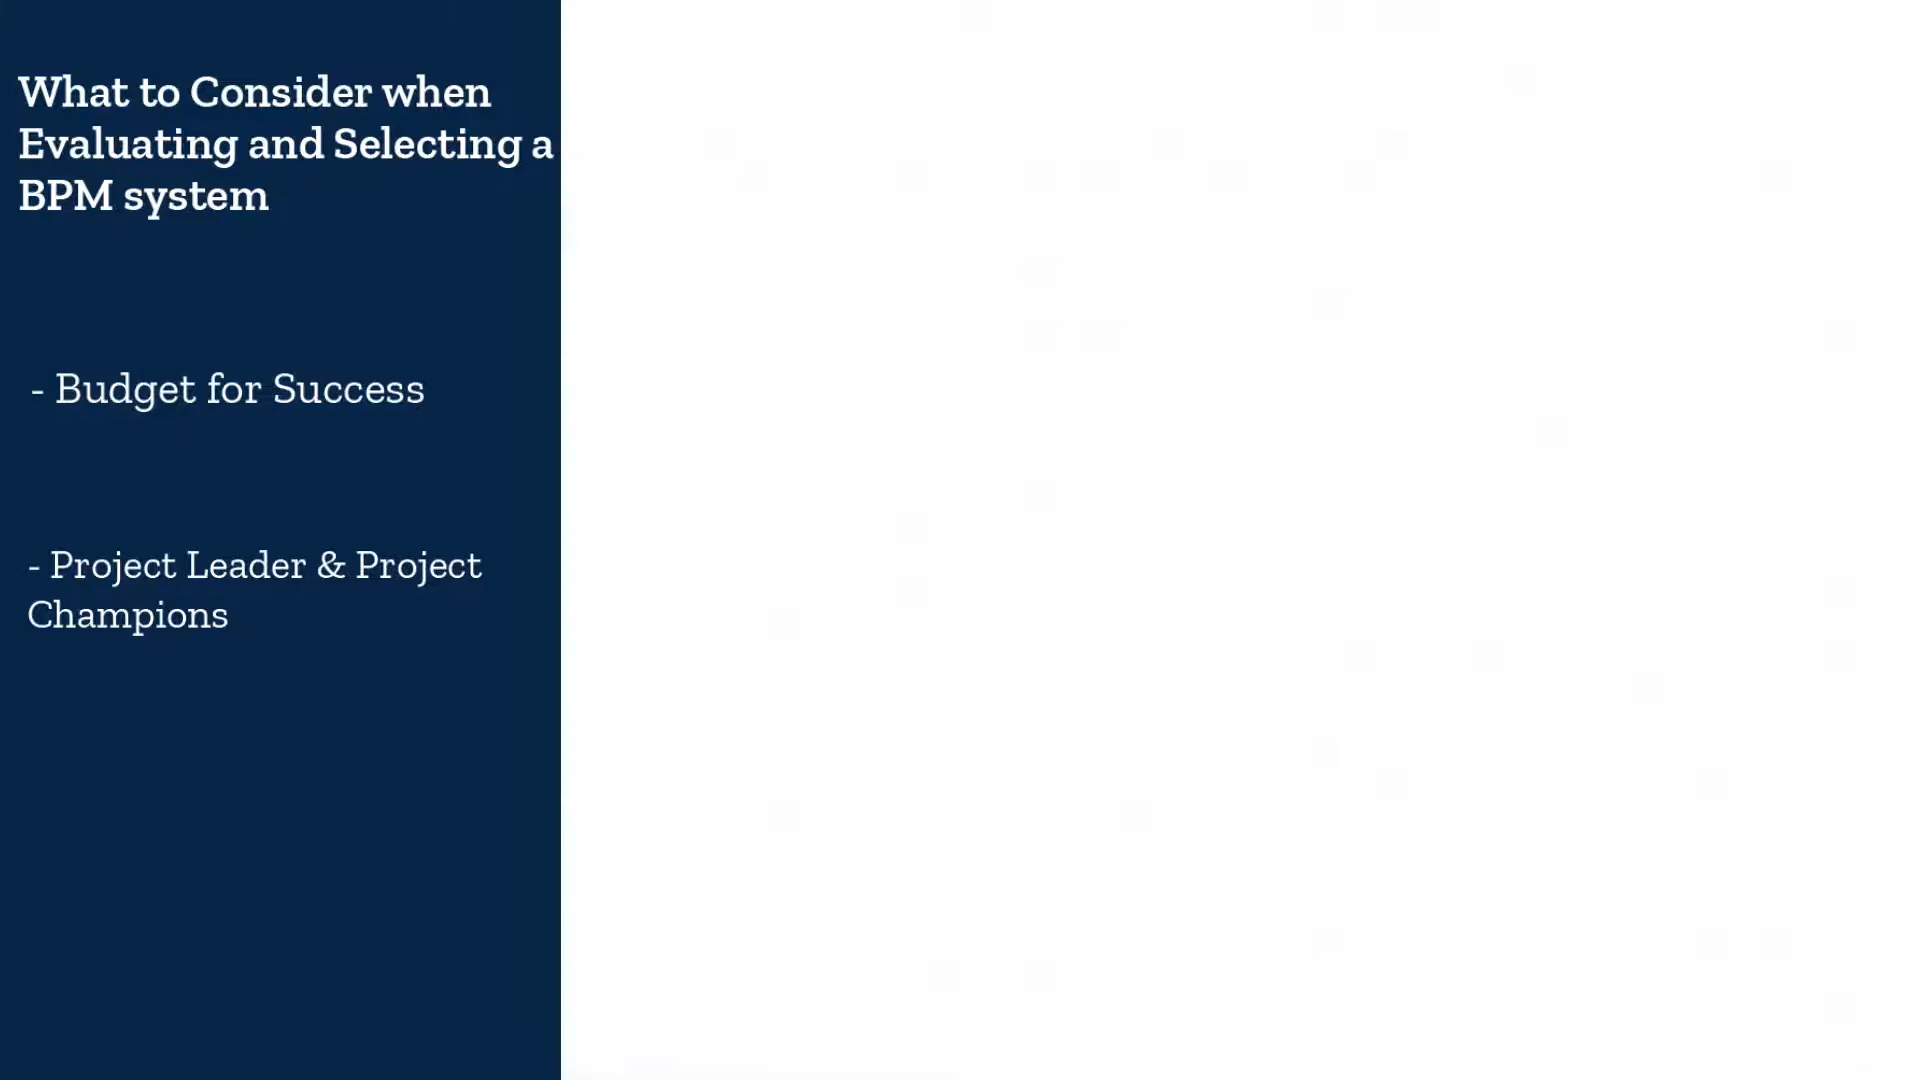 What to Consider when
Evaluating and Selecting a
BPM system
- Budget for Success
- Project Leader & Project
Champions